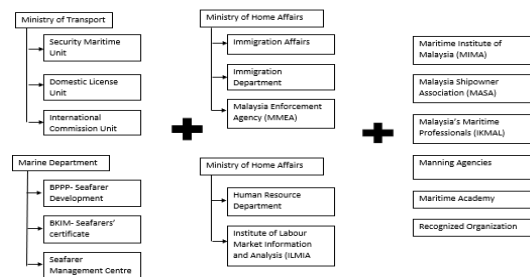 Ministry of Transport
Security Maritime
Unit
Domestic License
Unit
International
Commission Unit
Marine Department
BPPP- Seafarer
Development
BKIM- Seafarers'
certificate
Seafarer
Management Centre
Ministry of Home Affairs
Immigration Affairs
Immigration
Department
Malaysia Enforcement
Agency (MMEA)
Ministry of Home Affairs
Human Resource
Department
Institute of Labour
Market Information
and Analysis (ILMIA
Maritime Institute of
Malaysia (MIMA)
Malaysia Shipowner
Association (MASA)
Malaysia's Maritime
Professionals (IKMAL)
Manning Agencies
Maritime Academy
Recognized Organization